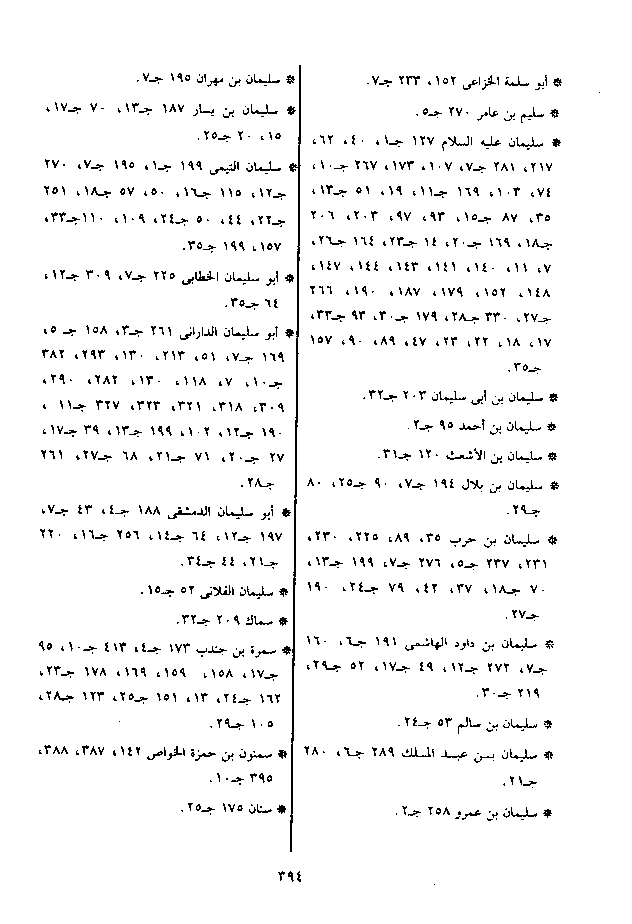 * أبو سلمة الخزاعى ١٥٢، ٢٣٣ جـ٧.
* سليم بن عامر ٢٧٠ جـ٥.
* سليمان عليه السلام ١٢٧ جـ١، ٤٠، ٦٢،
٢١٧، ٢٨١ جـ٧، ١٠٧، ١٧٣، ٢٦٧ جـ١٠،
٧٤، ١٠٣، ١٦٩ جـ١١، ١٩، ٥١ جـ١٣،
٣٥، ٨٧ جـ١٥، ٩٣، ٩٧، ٢٠٣، ٢٠٦
جـ١٨، ١٦٩ جـ٢٠، ١٤ جـ٢٣، ١٦٤ جـ٢٦،
٧، ١١، ١٤٠، ١٤١، ١٤٣، ١٤٤، ١٤٧،
١٤٨، ١٥٢، ١٧٩، ١٨٧، ١٩٠، ٢٦٦
جـ٢٧، ٣٣٠ جـ٢٨، ١٧٩ جـ٣٠، ٩٣ جـ٣٣،
١٧، ١٨، ٢٢، ٢٣، ٤٧، ٨٩، ٩٠، ١٥٧
جـ٣٥.
* سليمان بن أبى سليمان ٢٠٣ جـ٣٢.
* سليمان بن أحمد ٩٥ جـ٢.
* سليمان بن الأشعث ١٢٠ جـ٣١.
* سليمان بن بلال ١٩٤ جـ٧، ٩٠ جـ٢٥، ٨٠
جـ٢٩.
* سليمان بن حرب ٣٥، ٨٩، ٢٢٥، ٢٣٠،
٢٣١، ٢٣٧ جـ٥، ٢٧٦ جـ٧، ١٩٩ جـ١٣،
٧٠ جـ١٨، ٣٧، ٤٢، ٧٩ جـ٢٤، ١٩٠
جـ٢٧.
* سليمان بن داود الهاشمى ١٩١ جـ٦، ١٦٠
جـ٧، ٢٧٢ جـ١٢، ٤٩ جـ١٧، ٥٢ جـ٢٩،
٢١٩ جـ٣٠.
* سليمان بن سالم ٥٣ جـ٢٤.
* سليمان بن عبد الملك ٢٨٩ جـ٦، ٢٨٠
جـ٢١.
* سليمان بن عمرو ٢٥٨ جـ٢.
* سليمان بن مهران ١٩٥ جـ٧.
* سليمان بن يسار ١٨٧ جـ١٣، ٧٠ جـ١٧،
١٥، ٢٠ جـ٢٥.
* سليمان التيمى ١٩٩ جـ١، ١٩٥ جـ٧، ٢٧٠
جـ١٢، ١١٥ جـ١٦، ٥٠، ٥٧ جـ١٨، ٢٥١
جـ٢٢، ٤٤، ٥٠ جـ٢٤، ١٠٩، ١١٠جـ٣٣،
١٥٧، ١٩٩ جـ٣٥.
* أبو سليمان الخطابى ٢٢٥ جـ٧، ٣٠٩ جـ١٢،
٦٤ جـ٣٥.
* أبو سليمان الدارانى ٢٦١ جـ٣، ١٥٨ جـ ٥،
١٦٩ جـ٧، ٥١، ٢١٣، ١٣٠، ٢٩٣، ٣٨٢
جـ١٠، ٧، ١١٨، ١٣٠، ٢٨٢، ٢٩٠،
٣٠٩، ٣١٨، ٣٢١، ٣٢٣، ٣٢٧ جـ١١ ،
١٩٠ جـ١٢، ١٠٢، ١٩٩ جـ١٣، ٣٩ جـ١٧،
٢٧ جـ٢٠، ٧١ جـ٢١، ٦٨ جـ٢٧، ٢٦١
جـ٢٨.
* أبو سليمان الدمشقى ١٨٨ جـ٤، ٤٣ جـ٧،
١٩٧ جـ١٢، ٦٤ جـ١٤، ٢٥٦ جـ١٦، ٢٢٠
جـ٢١، ٤٤ جـ٣٤.
* سليمان الفلانى ٥٢ جـ١٥.
* سماك ٢٠٩ جـ٣٢.
* سمرة بن جندب ١٧٣ جـ٤، ٤١٣ جـ١٠، ٩٥
جـ١٧، ١٥٨، ١٥٩، ١٦٩، ١٧٨ جـ٢٣،
١٦٢ جـ٢٤، ١٣، ١٥١ جـ٢٥، ١٢٣ جـ٢٨،
١٠٥ جـ٢٩.
* سمنون بن حمزة الخواص ١٤٢، ٣٨٧، ٣٨٨،
٣٩٥ جـ١٠.
* سنان ١٧٥ جـ٢٥.
٣٩٤